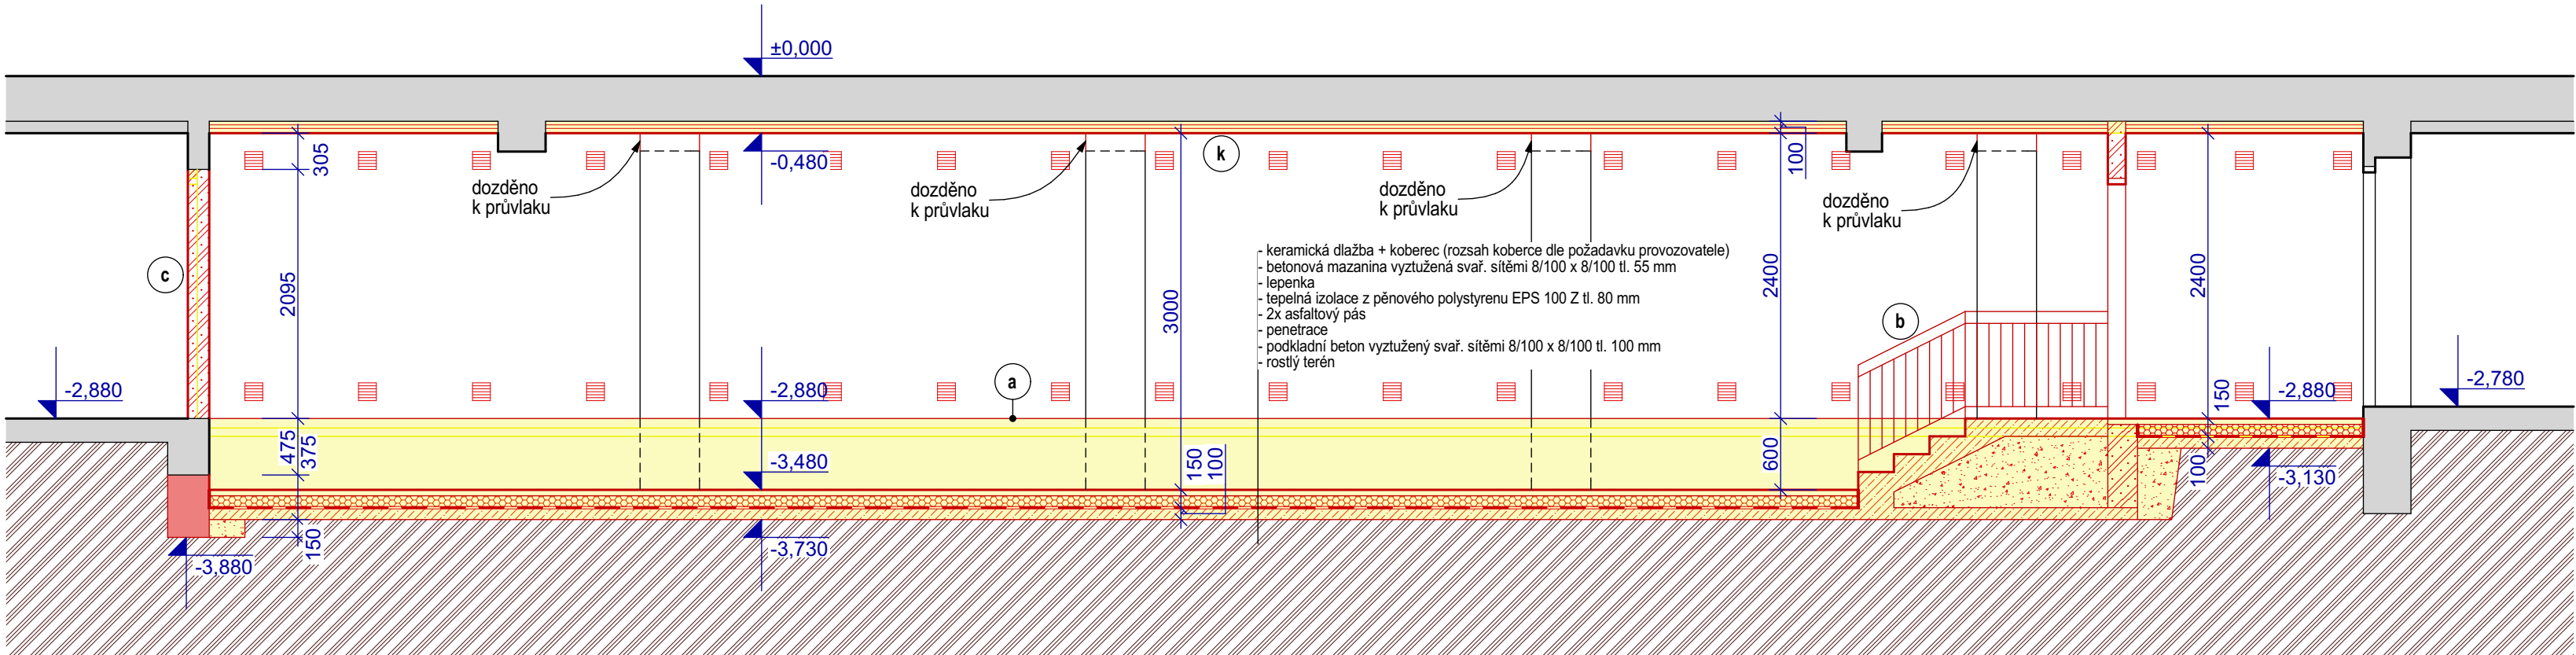 ±0,000
305
-0,480
k
100
dozděno
k průvlaku
dozděno
k průvlaku
dozděno
k průvlaku
dozděno
k průvlaku
c
2095
3000
- keramická dlažba + koberec (rozsah koberce dle požadavku provozovatele)
- betonová mazanina vyztužená svař. sítěmi 8/100 x 8/100 tl. 55 mm
- lepenka
- tepelná izolace z pěnového polystyrenu EPS 100 Z tl. 80 mm
- 2x asfaltový pás
- penetrace
- podkladní beton vyztužený svař. sítěmi 8/100 x 8/100 tl. 100 mm
- rostlý terén
2400
b
2400
-2,880
-2,880
a
150
-2,880
-2,780
475
375
-3,480
150
100
600
100
-3,130
150
-3,880
-3,730